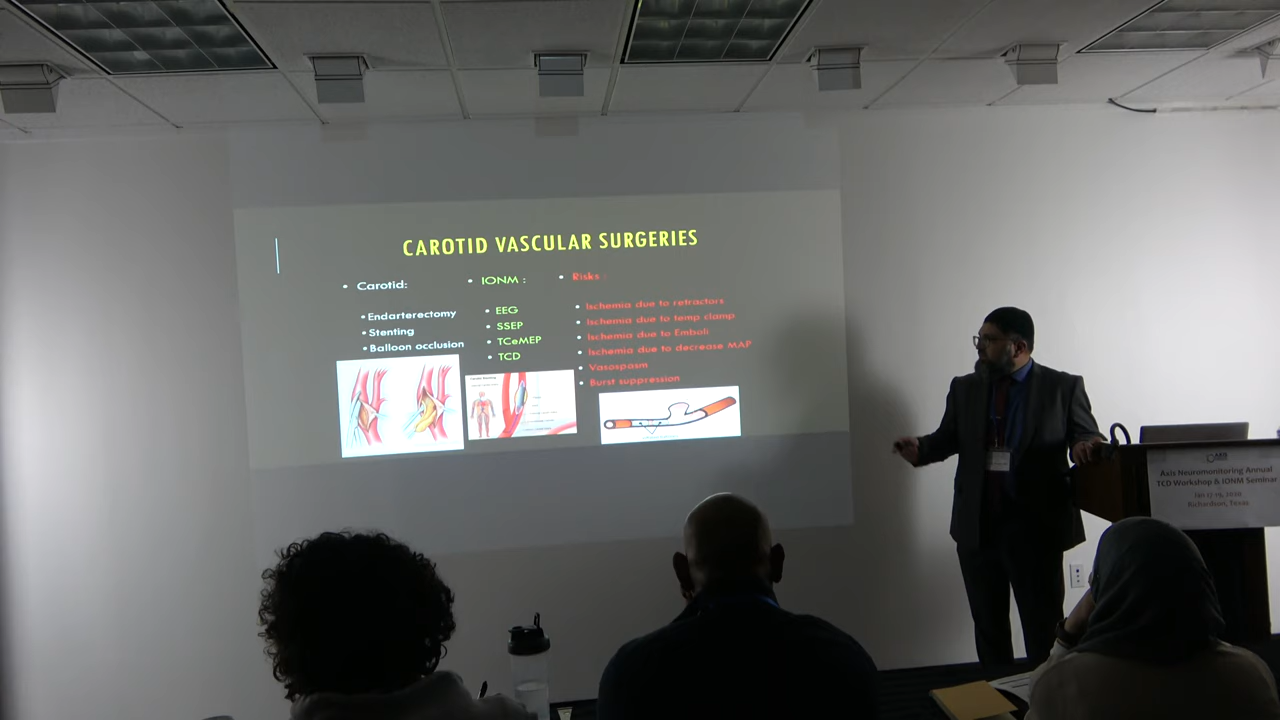 CAROTID VASCULAR SURGERIES
• Carotid:
• Endarterectomy
• Stenting
• Balloon occlusion
• IONM :
• EEG
• SSEP
• TCeMEP
• TCD
• Risks :
• Ischemia due to retractors
• Ischemia due to temp clamp
• Ischemia due to Emboli
• Ischemia due to decrease MAP
• Vasospasm
• Burst suppression
Axis Neuromonitoring Annual
TCD Workshop & IONM Seminar
Richardson, Texas